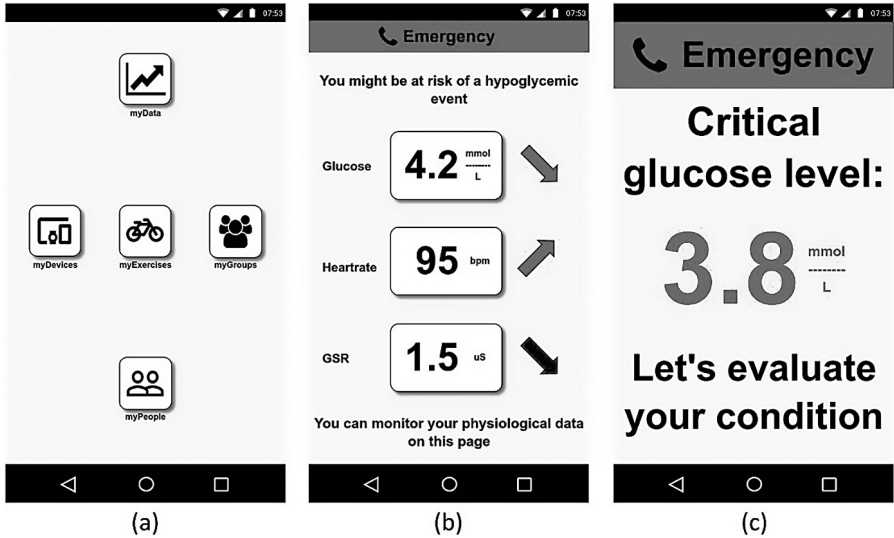 07:53
myData
myDevices
myExercises
myGroups
myPeople
(a)
07:53
Emergency
You might be at risk of a hypoglycemic
event
Glucose
4.2 mmol
--------
L
Heartrate
95 bpm
GSR
1.5 uS
You can monitor your physiological data
on this page
(b)
07:53
Emergency
Critical
glucose level:
3.8 mmol
--------
L
Let's evaluate
your condition
(c)